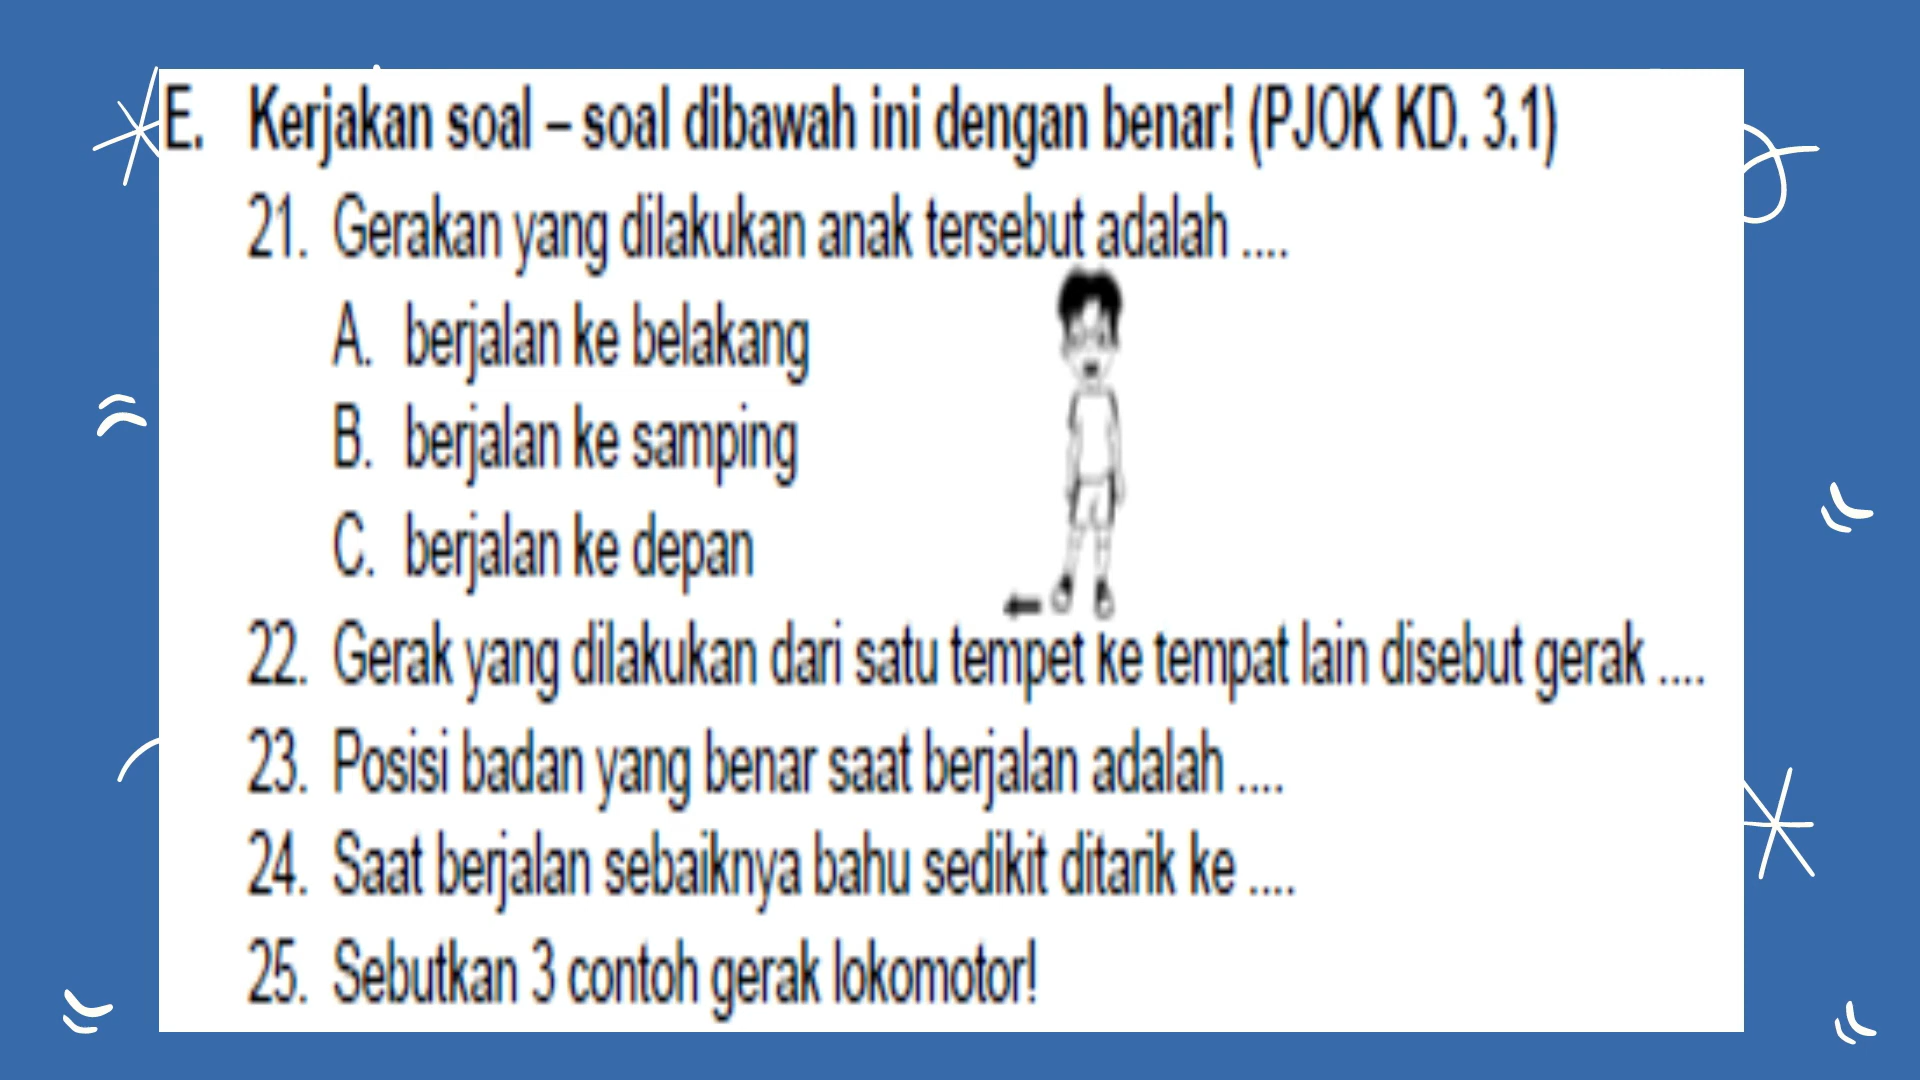 E. Kerjakan soal – soal dibawah ini dengan benar! (PJOK KD. 3.1)
21. Gerakan yang dilakukan anak tersebut adalah ....
A. berjalan ke belakang
B. berjalan ke samping
C. berjalan ke depan
22. Gerak yang dilakukan dari satu tempet ke tempat lain disebut gerak ....
23. Posisi badan yang benar saat berjalan adalah ....
24. Saat berjalan sebaiknya bahu sedikit ditarik ke ....
25. Sebutkan 3 contoh gerak lokomotor!